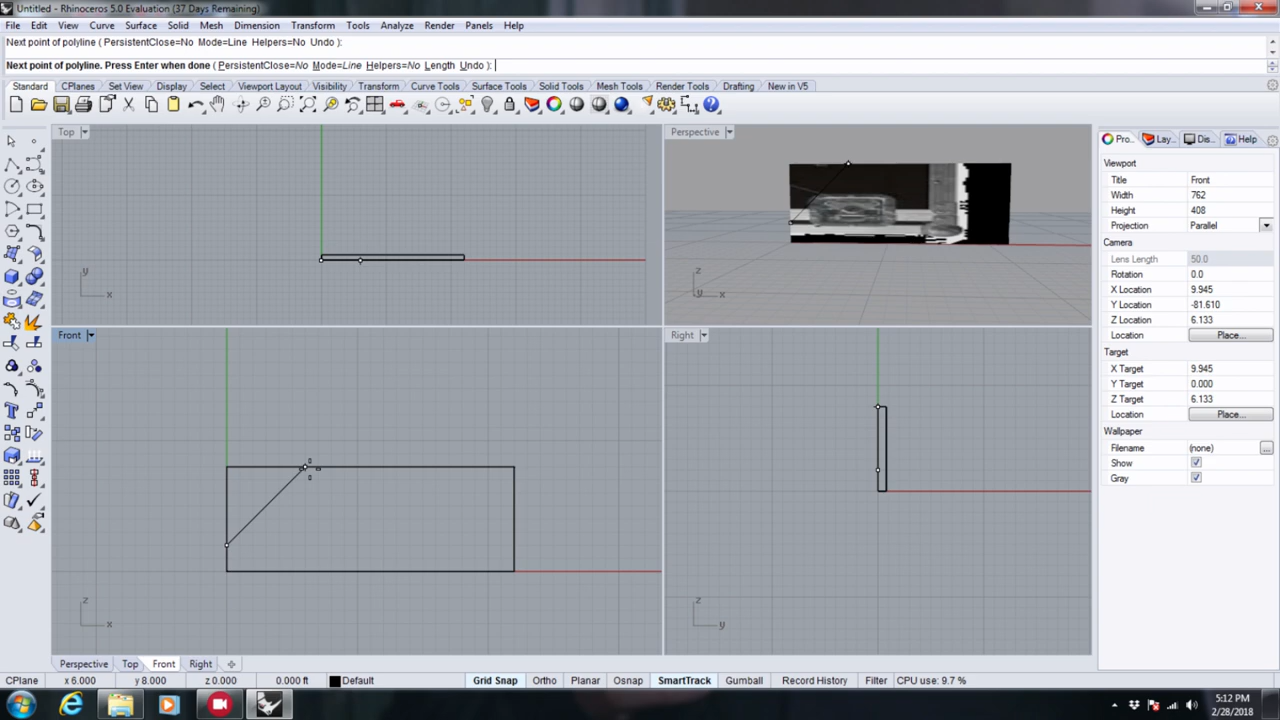 Untitled - Rhinoceros 5.0 Evaluation (37 Days Remaining)
File Edit View Curve Surface Solid Mesh Dimension Transform Tools Analyze Render Panels Help
Next point of polyline ( PersistentClose=No Mode=Line Helpers=No Undo ):
Next point of polyline. Press Enter when done ( PersistentClose=No Mode=Line Helpers=No Length Undo ):
Standard CPlanes Set View Display Select Viewport Layout Visibility Transform Curve Tools Surface Tools Solid Tools Mesh Tools Render Tools Drafting New in V5
Top
y
x
Perspective
z
y x
Front
z
x
Right
z
y
Pro... Lay... Dis... Help
Viewport
Title Front
Width 762
Height 408
Projection Parallel
Camera
Lens Length 50.0
Rotation 0.0
X Location 9.945
Y Location -81.610
Z Location 6.133
Location Place...
Target
X Target 9.945
Y Target 0.000
Z Target 6.133
Location Place...
Wallpaper
Filename (none) ...
Show
Gray
Perspective Top Front Right
CPlane x 6.000 y 8.000 z 0.000 0.000 ft Default Grid Snap Ortho Planar Osnap SmartTrack Gumball Record History Filter CPU use: 9.7 %
5:12 PM
2/28/2018